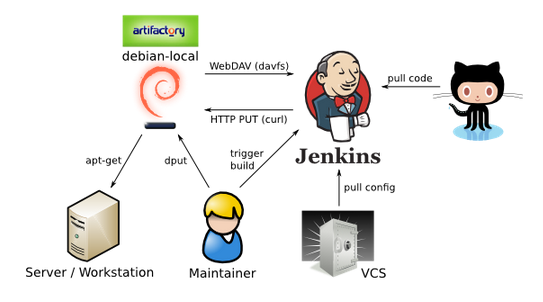 artifactory
debian-local
WebDAV (davfs)
pull code
HTTP PUT (curl)
Jenkins
apt-get
dput
trigger
build
pull config
Server / Workstation
Maintainer
VCS